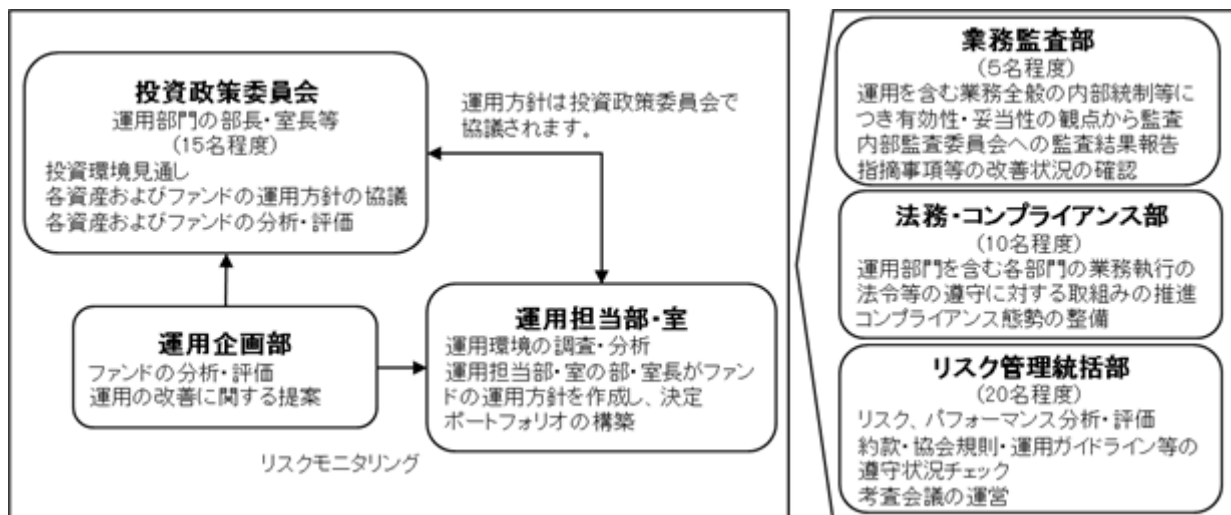 投資政策委員会
運用部門の部長・室長等
(15名程度)
投資環境見通し
各資産およびファンドの運用方針の協議
各資産およびファンドの分析・評価
運用方針は投資政策委員会で
協議されます。
運用企画部
ファンドの分析・評価
運用の改善に関する提案
運用担当部・室
運用環境の調査・分析
運用担当部・室の部・室長がファン
ドの運用方針を作成し、決定
ポートフォリオの構築
リスクモニタリング
業務監査部
(5名程度)
運用を含む業務全般の内部統制等に
つき有効性・妥当性の観点から監査
内部監査委員会への監査結果報告
指摘事項等の改善状況の確認
法務・コンプライアンス部
(10名程度)
運用部門を含む各部門の業務執行の
法令等の遵守に対する取組みの推進
コンプライアンス態勢の整備
リスク管理統括部
(20名程度)
リスク、パフォーマンス分析・評価
約款・協会規則・運用ガイドライン等の
遵守状況チェック
考査会議の運営